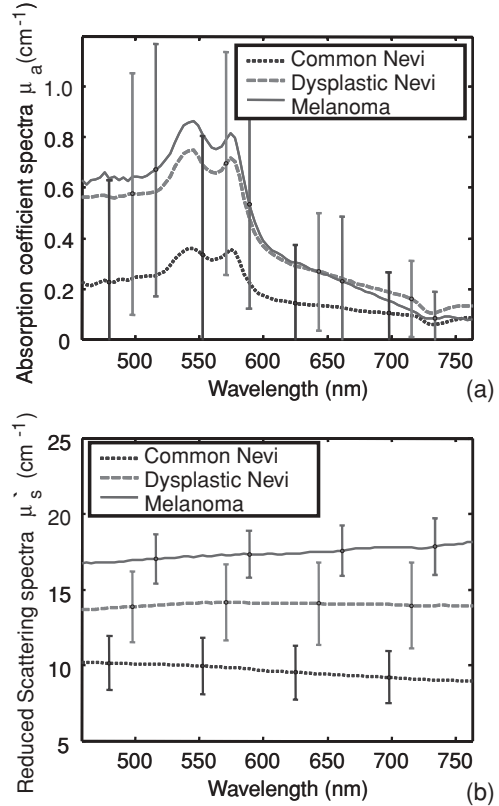 Absorption coefficient spectra μa(cm-1)
1.0
0.8
0.6
0.4
0.2
0
Common Nevi
Dysplastic Nevi
Melanoma
500 550 600 650 700 750
Wavelength (nm)
(a)
Reduced Scattering spectra μ`s (cm-1)
25
20
15
10
5
Common Nevi
Dysplastic Nevi
Melanoma
500 550 600 650 700 750
Wavelength (nm)
(b)